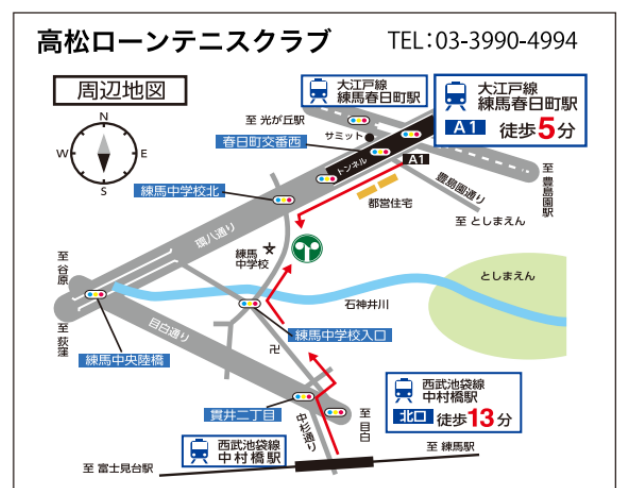 高松ローンテニスクラブ TEL:03-3990-4994
周辺地図
N
W
E
S
大江戸線
練馬春日町駅
大江戸線
練馬春日町駅
A1 徒歩5分
至 光が丘駅
サミット
春日町交番西
トンネル
A1
至 豊島園駅
豊島園通り
都営住宅
至 としまえん
練馬中学校北
環八通り
練馬
中学校
至 谷原
としまえん
石神井川
至 荻窪
目白通り
練馬中学校入口
卍
練馬中央陸橋
貫井二丁目
中杉通り
至 目白
西武池袋線
中村橋駅
北口 徒歩13分
西武池袋線
中村橋駅
至 練馬駅
至 富士見台駅